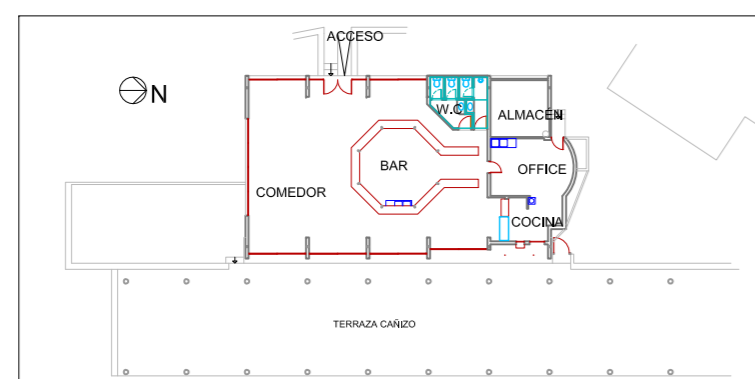 ACCESO
N
W.C
ALMACÉN
BAR
OFFICE
COMEDOR
COCINA
TERRAZA CAÑIZO